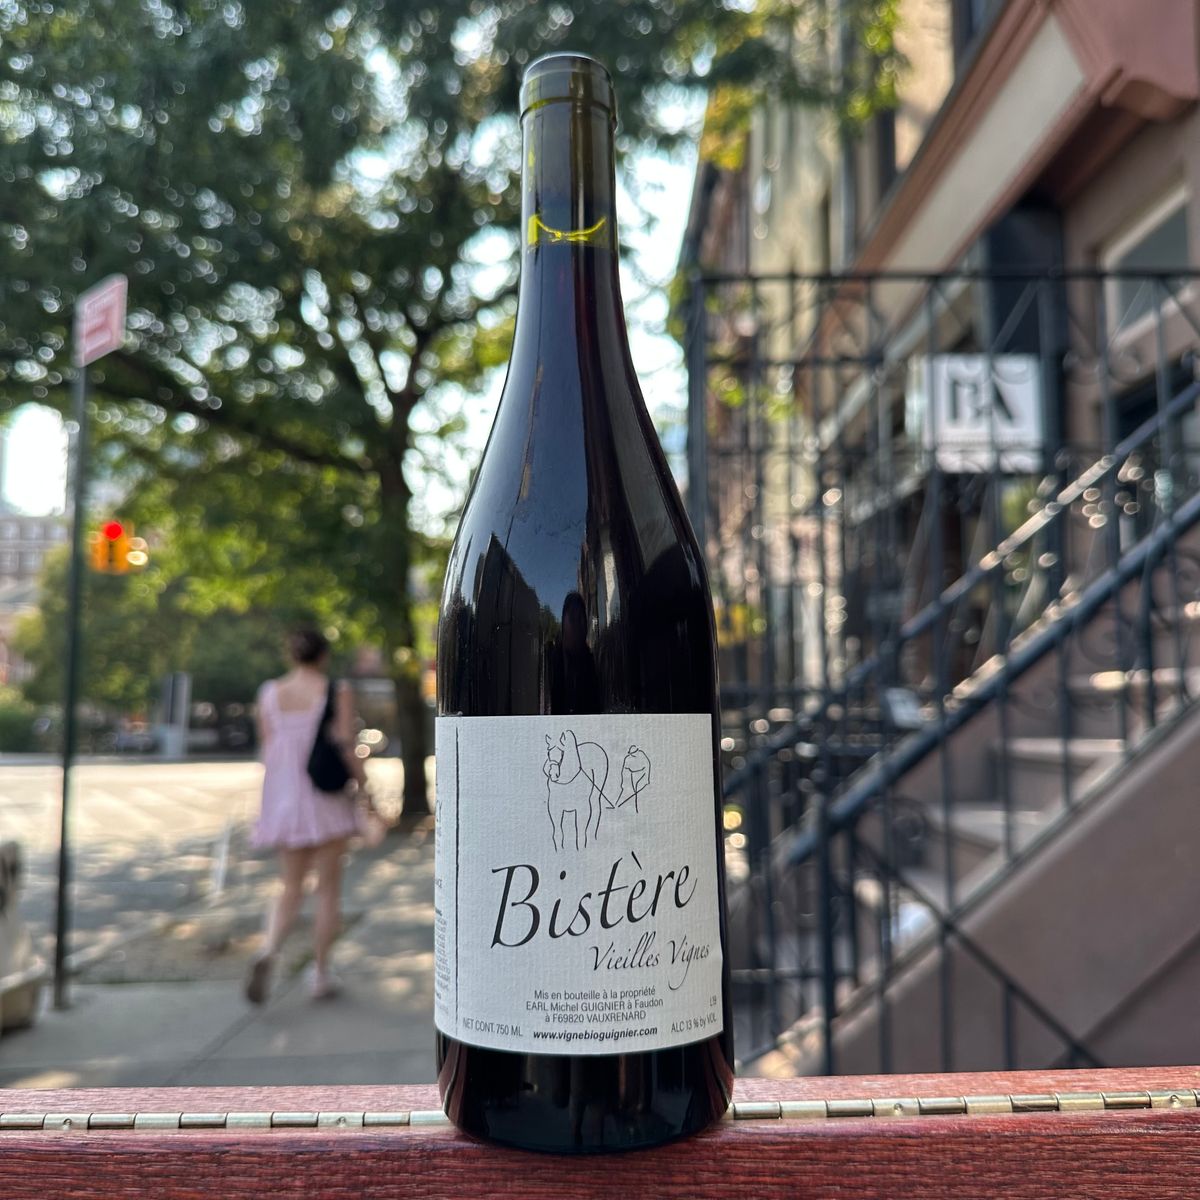 Bistère
Vieilles Vignes
Mis en bouteille à la propriété
EARL Michel GUIGNIER à Faudon
à F69820 VAUXRENARD
L19
NET CONT. 750 ML
www.vignebioguignier.com
ALC 13 % by VOL.